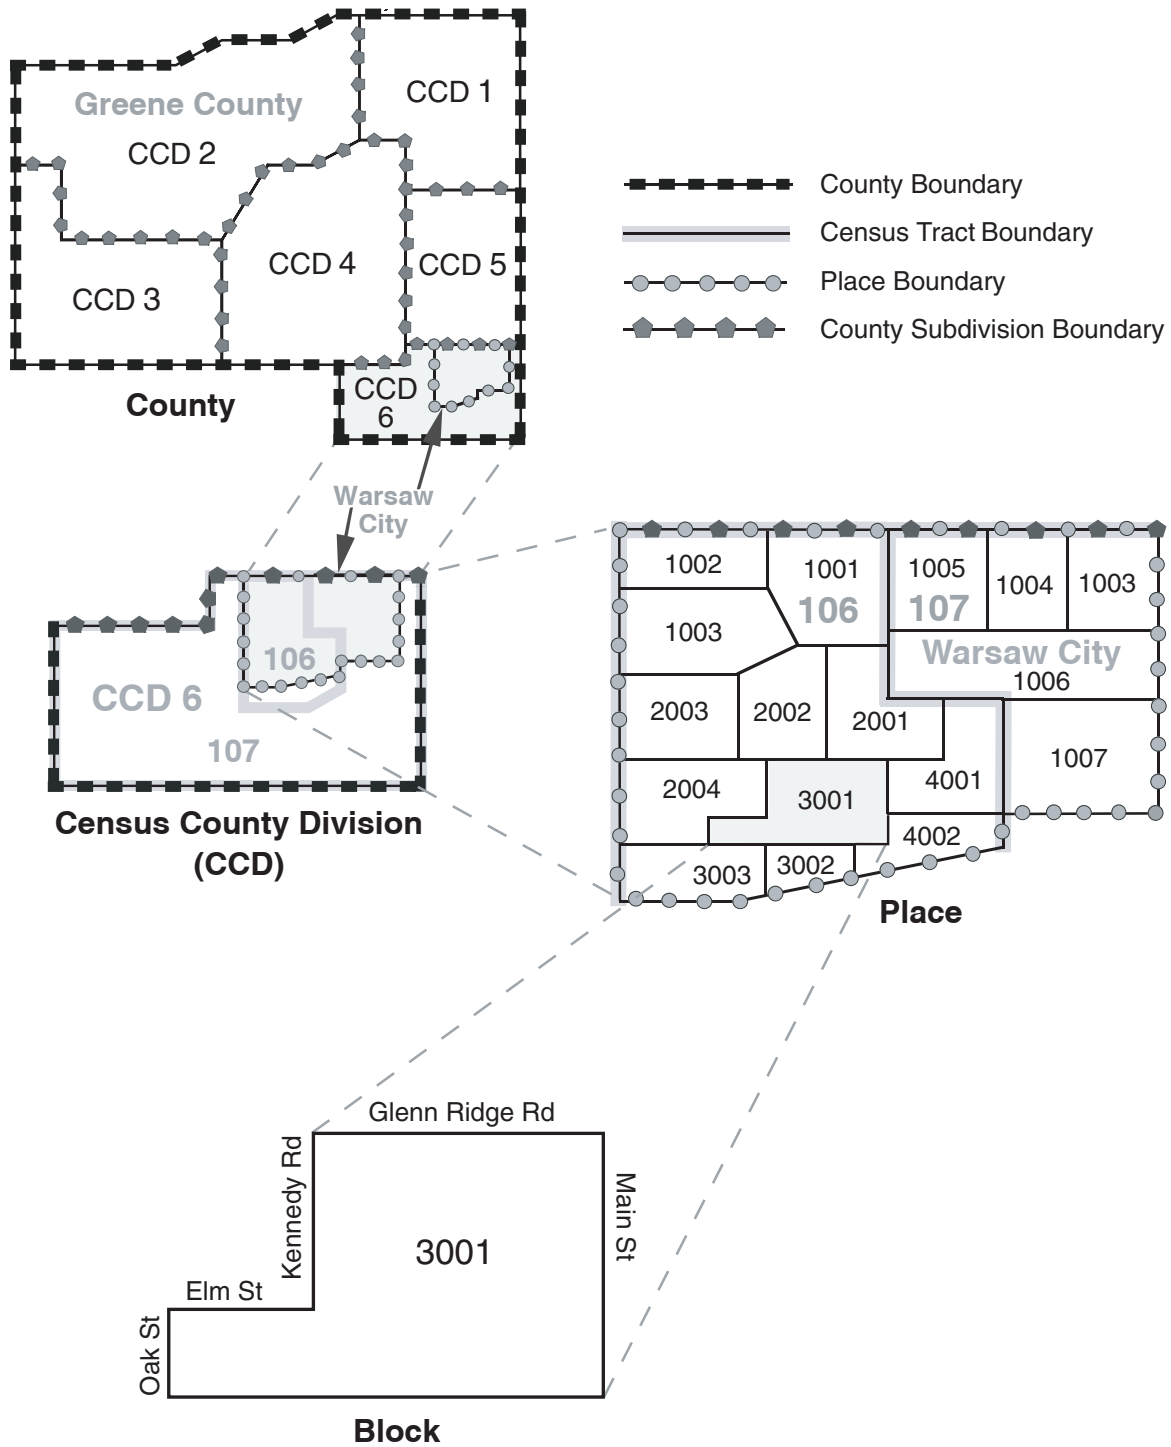 CCD 1
Greene County
CCD 2
CCD 4
CCD 5
CCD 3
CCD
6
County
County Boundary
Census Tract Boundary
Place Boundary
County Subdivision Boundary
Warsaw
City
106
CCD 6
107
Census County Division
(CCD)
1002
1001
1005
1004
1003
106
107
1003
Warsaw City
1006
2003
2002
2001
1007
2004
3001
4001
4002
3003
3002
Place
Glenn Ridge Rd
Kennedy Rd
Main St
3001
Elm St
Oak St
Block